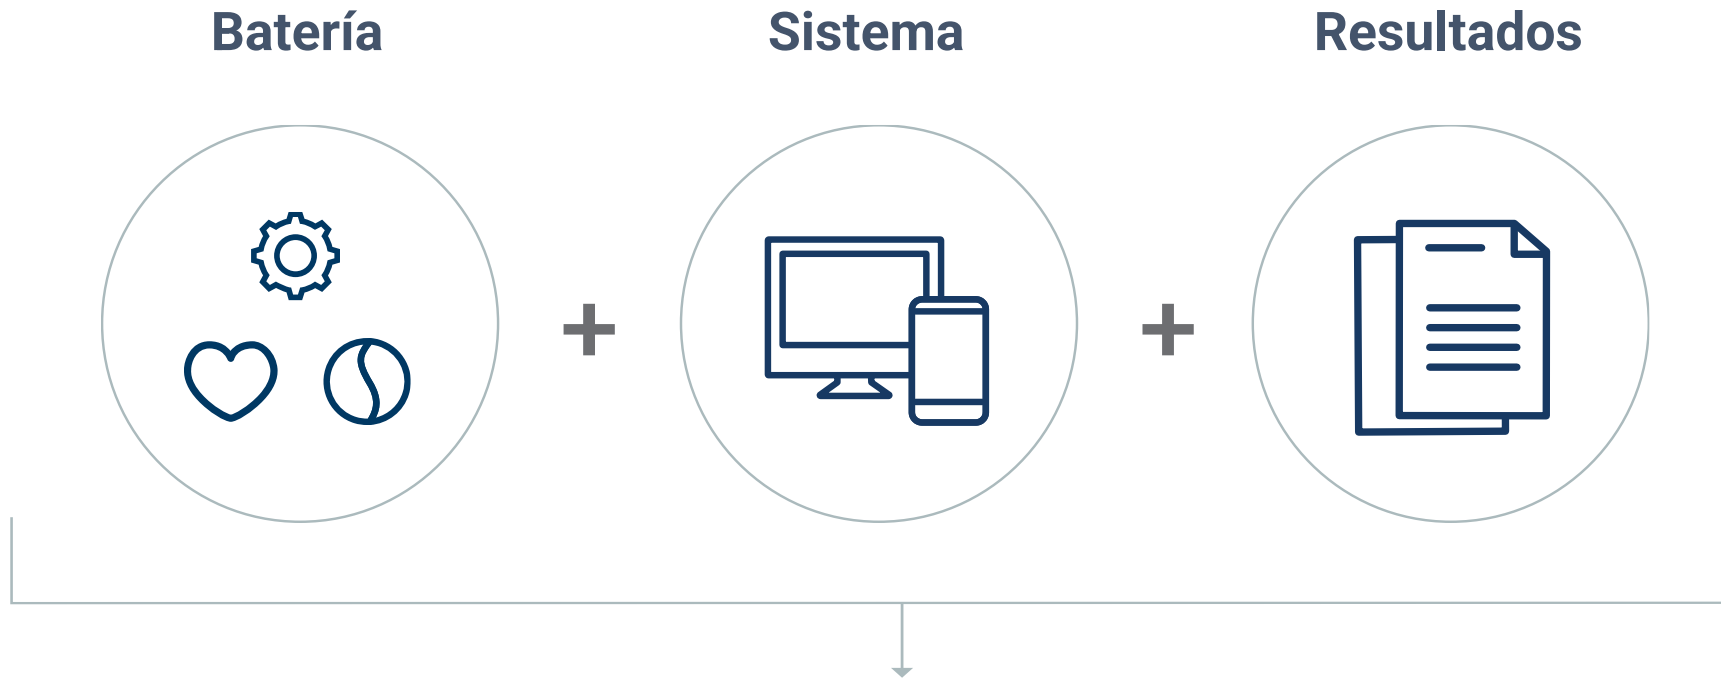 Batería
Sistema
Resultados
+
+